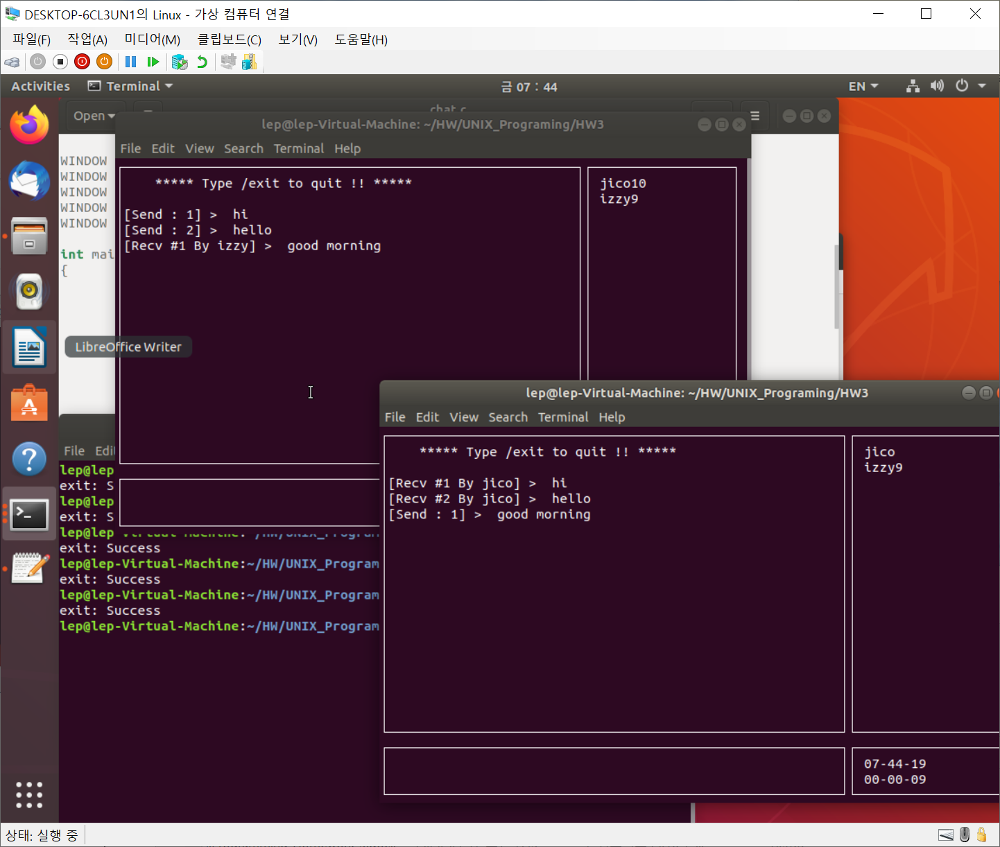 DESKTOP-6CL3UN1의 Linux - 가상 컴퓨터 연결
파일(F) 작업(A) 미디어(M) 클립보드(C) 보기(V) 도움말(H)
Activities Terminal 금 07 : 44 EN
Open chat.c
lep@lep-Virtual-Machine: ~/HW/UNIX_Programing/HW3
File Edit View Search Terminal Help
WINDOW
WINDOW
WINDOW
WINDOW
WINDOW
int mai
{
***** Type /exit to quit !! *****
[Send : 1] > hi
[Send : 2] > hello
[Recv #1 By izzy] > good morning
jico10
izzy9
LibreOffice Writer
lep@lep-Virtual-Machine: ~/HW/UNIX_Programing/HW3
File Edit View Search Terminal Help
***** Type /exit to quit !! *****
[Recv #1 By jico] > hi
[Recv #2 By jico] > hello
[Send : 1] > good morning
jico
izzy9
07-44-19
00-00-09
File Edi
lep@lep
exit: S
lep@lep
exit: S
lep@lep-Virtual-Machine:~/HW/UNIX_Program
exit: Success
lep@lep-Virtual-Machine:~/HW/UNIX_Program
exit: Success
lep@lep-Virtual-Machine:~/HW/UNIX_Program
exit: Success
lep@lep-Virtual-Machine:~/HW/UNIX_Program
상태: 실행 중